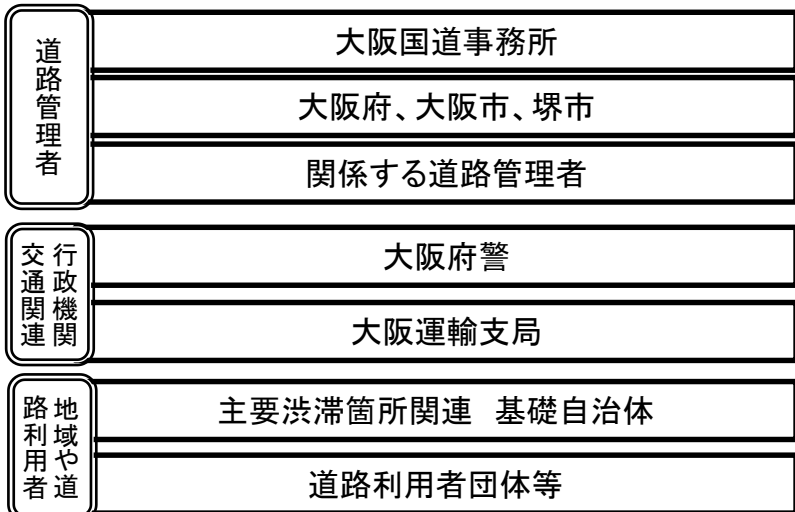 道路管理者
大阪国道事務所
大阪府、大阪市、堺市
関係する道路管理者
行政機関
交通関連
大阪府警
大阪運輸支局
地域や道
路利用者
主要渋滞箇所関連　基礎自治体
道路利用者団体等